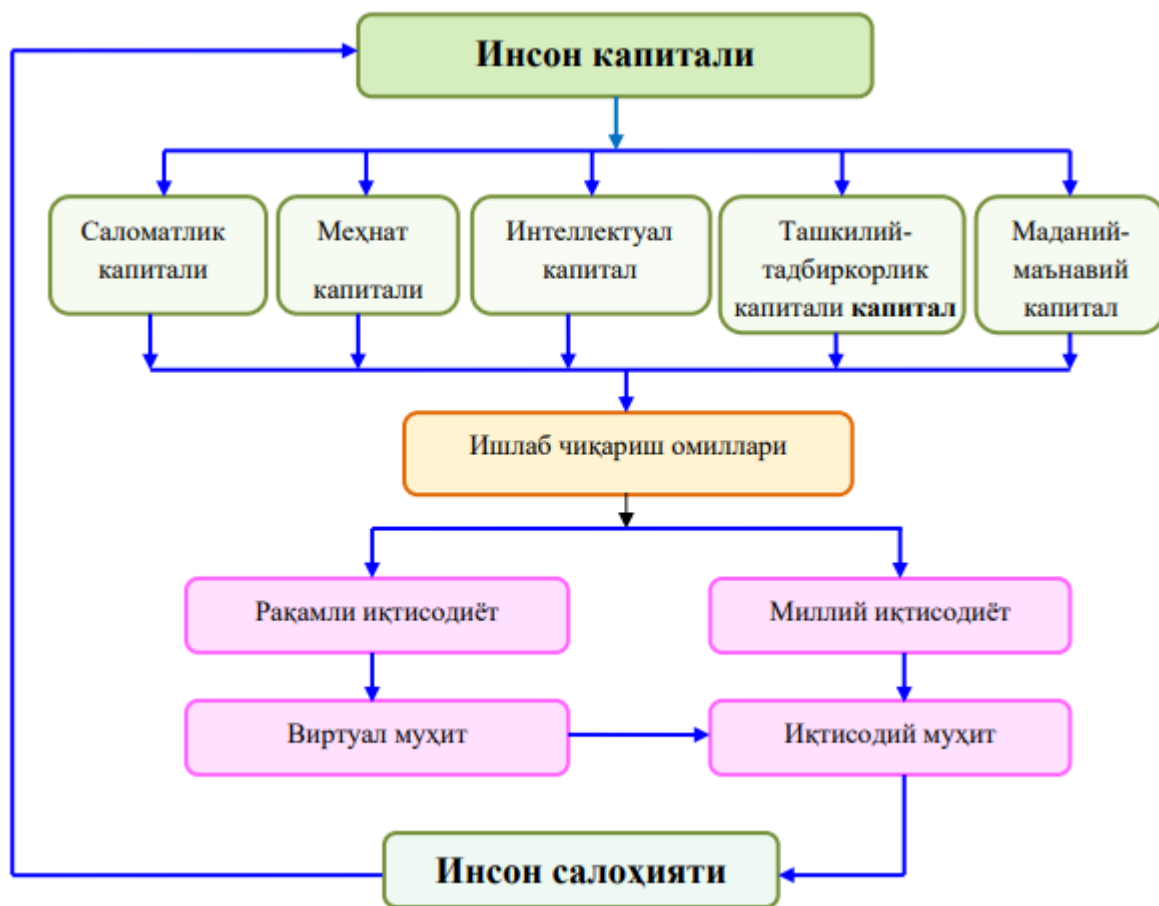 Инсон капитали
Саломатлик
капитали
Меҳнат
капитали
Интеллектуал
капитал
Ташкилий-
тадбиркорлик
капитали капитал
Маданий-
маънавий
капитал
Ишлаб чиқариш омиллари
Рақамли иқтисодиёт
Миллий иқтисодиёт
Виртуал муҳит
Иқтисодий муҳит
Инсон салоҳияти